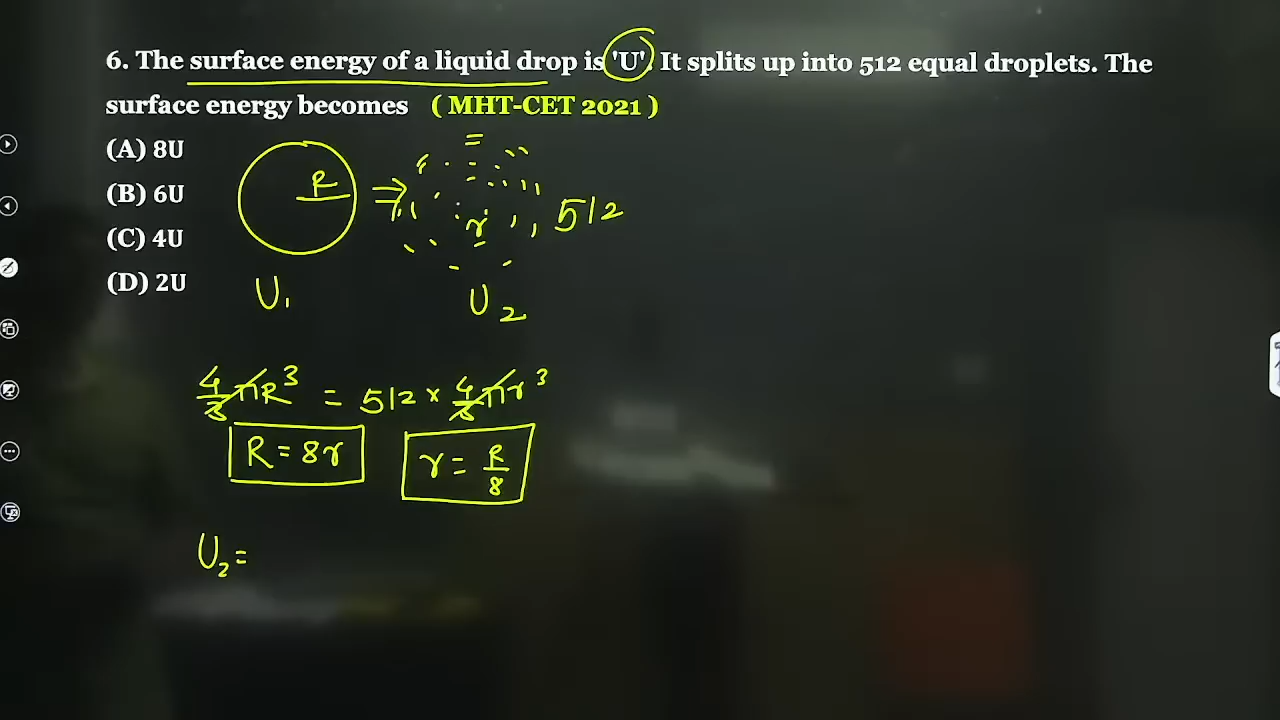 6. The surface energy of a liquid drop is 'U'. It splits up into 512 equal droplets. The
surface energy becomes ( MHT-CET 2021 )
(A) 8U
(B) 6U
(C) 4U
(D) 2U
R ⇒ r 512
U₁ U₂
4/3 πR³ = 512 × 4/3 πr³
R = 8r r = R/8
U₂ =